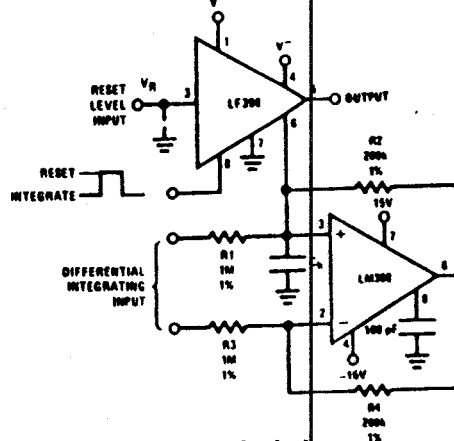 V
1
V⁻
4
RESET
LEVEL
INPUT
V_R
3
LF398
5
OUTPUT
6
7
8
RESET
INTEGRATE
R2
200k
1%
15V
3
+
7
R1
1M
1%
DIFFERENTIAL
INTEGRATING
INPUT
LM308
6
8
2
−
100 pF
4
-15V
R3
1M
1%
R4
200k
1%